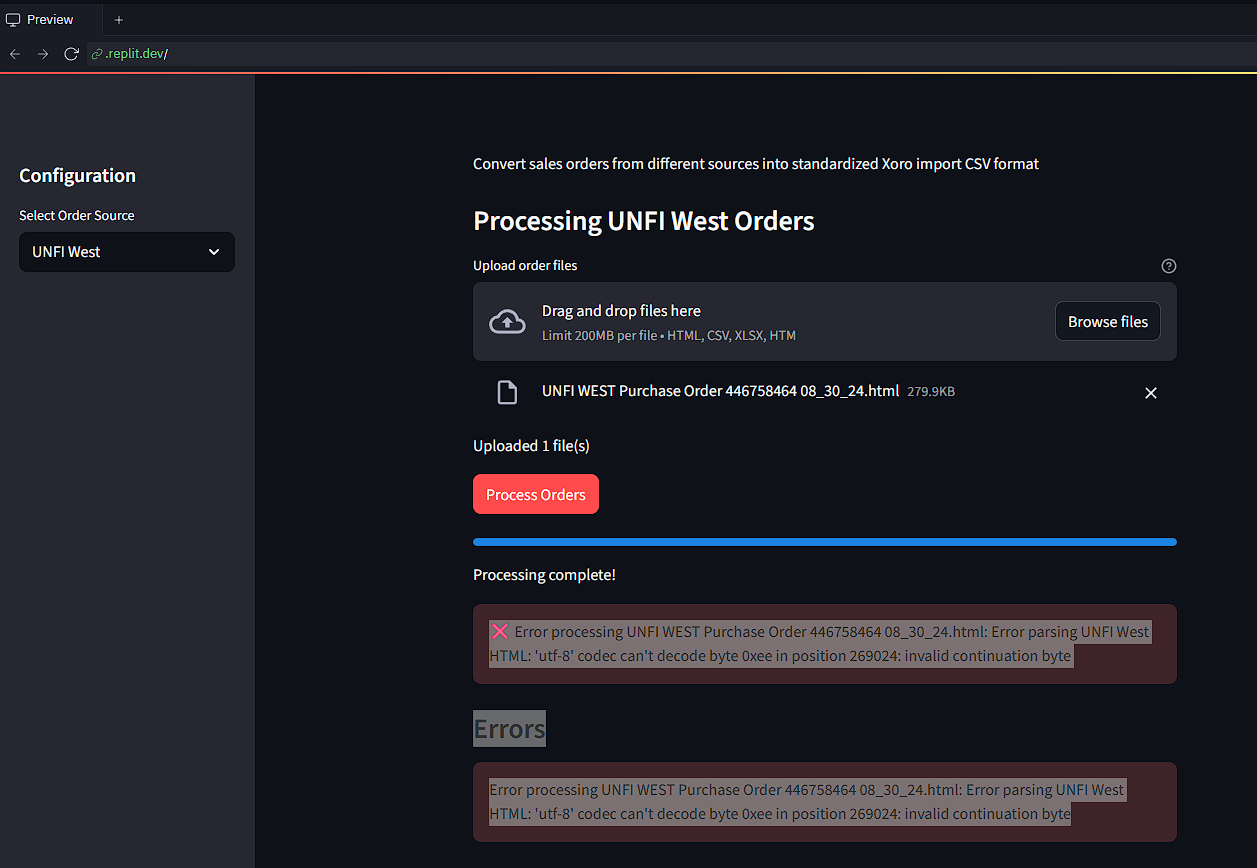 Preview
.replit.dev/
Configuration
Select Order Source
UNFI West
Convert sales orders from different sources into standardized Xoro import CSV format
Processing UNFI West Orders
Upload order files
Drag and drop files here
Limit 200MB per file • HTML, CSV, XLSX, HTM
Browse files
UNFI WEST Purchase Order 446758464 08_30_24.html 279.9KB
Uploaded 1 file(s)
Process Orders
Processing complete!
❌ Error processing UNFI WEST Purchase Order 446758464 08_30_24.html: Error parsing UNFI West
HTML: 'utf-8' codec can't decode byte 0xee in position 269024: invalid continuation byte
Errors
Error processing UNFI WEST Purchase Order 446758464 08_30_24.html: Error parsing UNFI West
HTML: 'utf-8' codec can't decode byte 0xee in position 269024: invalid continuation byte